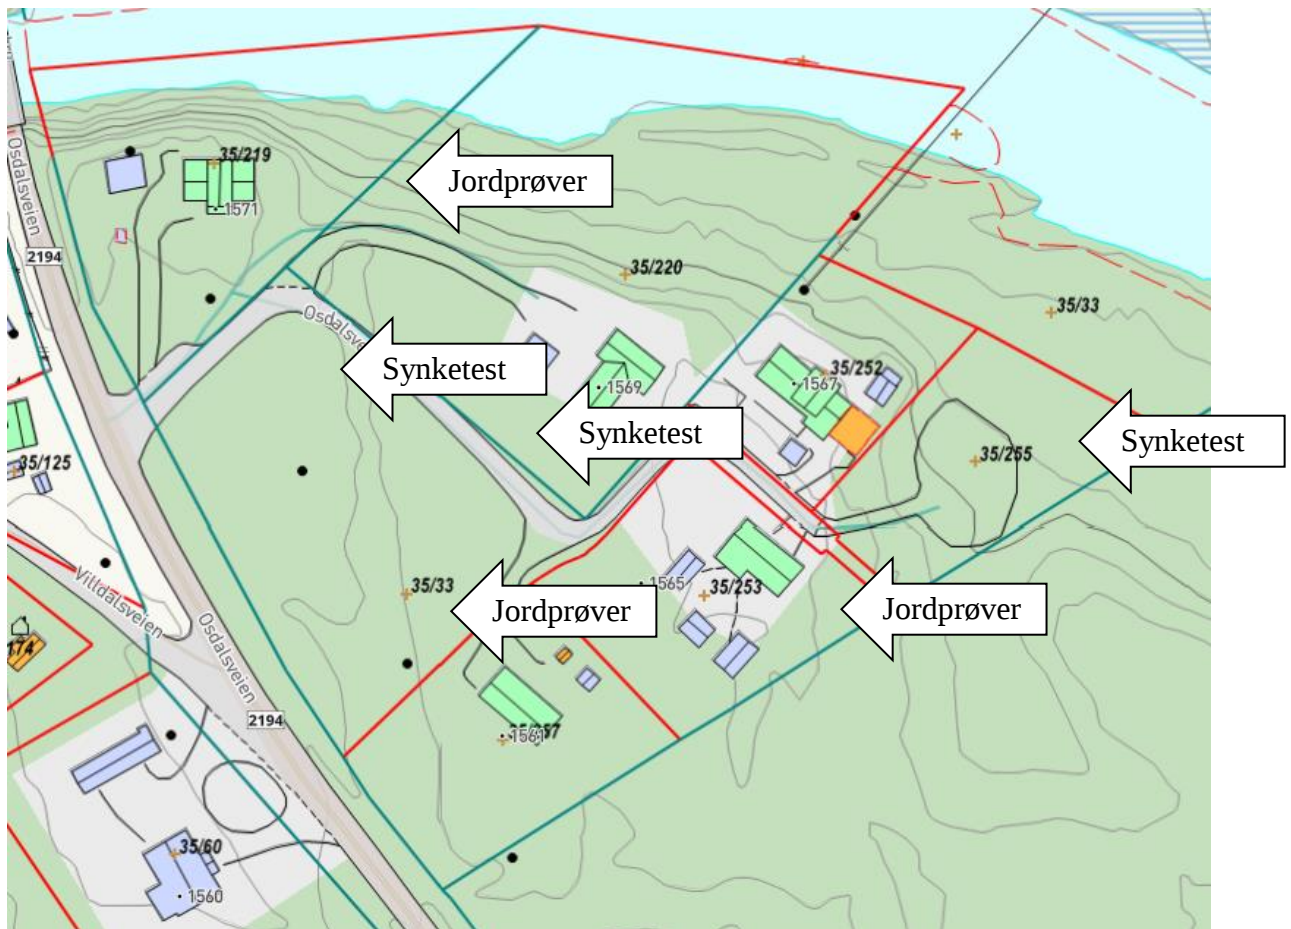 Osdalsveien
35/219
Jordprøver
1571
2194
35/220
35/33
Osdalsve
Synketest
1569
35/252
1567
Synketest
Synketest
35/125
35/255
Villdalsveien
35/33
Jordprøver
1565
35/253
Jordprøver
Osdalsveien
174
2194
1561
35/60
1560